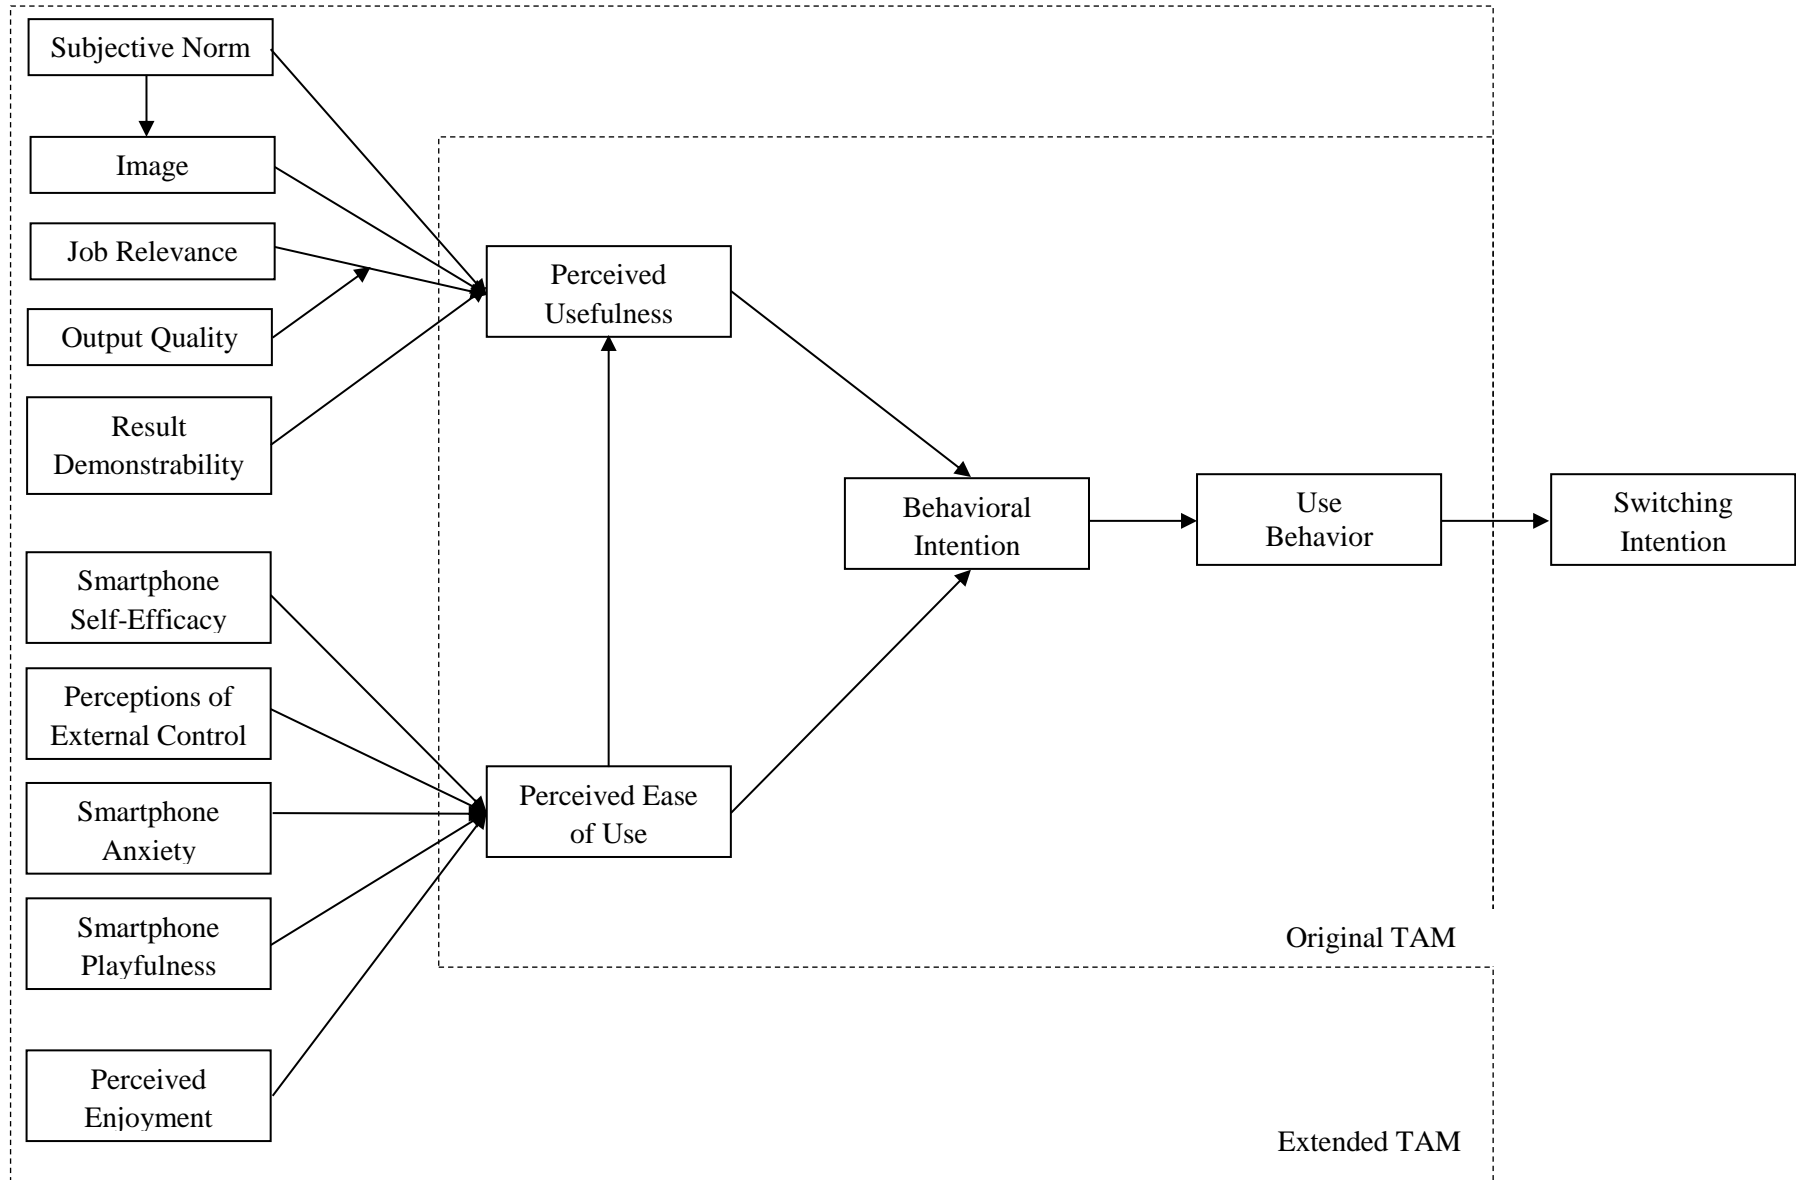 Subjective Norm
Image
Job Relevance
Output Quality
Result
Demonstrability
Smartphone
Self-Efficacy
Perceptions of
External Control
Smartphone
Anxiety
Smartphone
Playfulness
Perceived
Enjoyment
Perceived
Usefulness
Perceived Ease
of Use
Behavioral
Intention
Use
Behavior
Switching
Intention
Original TAM
Extended TAM